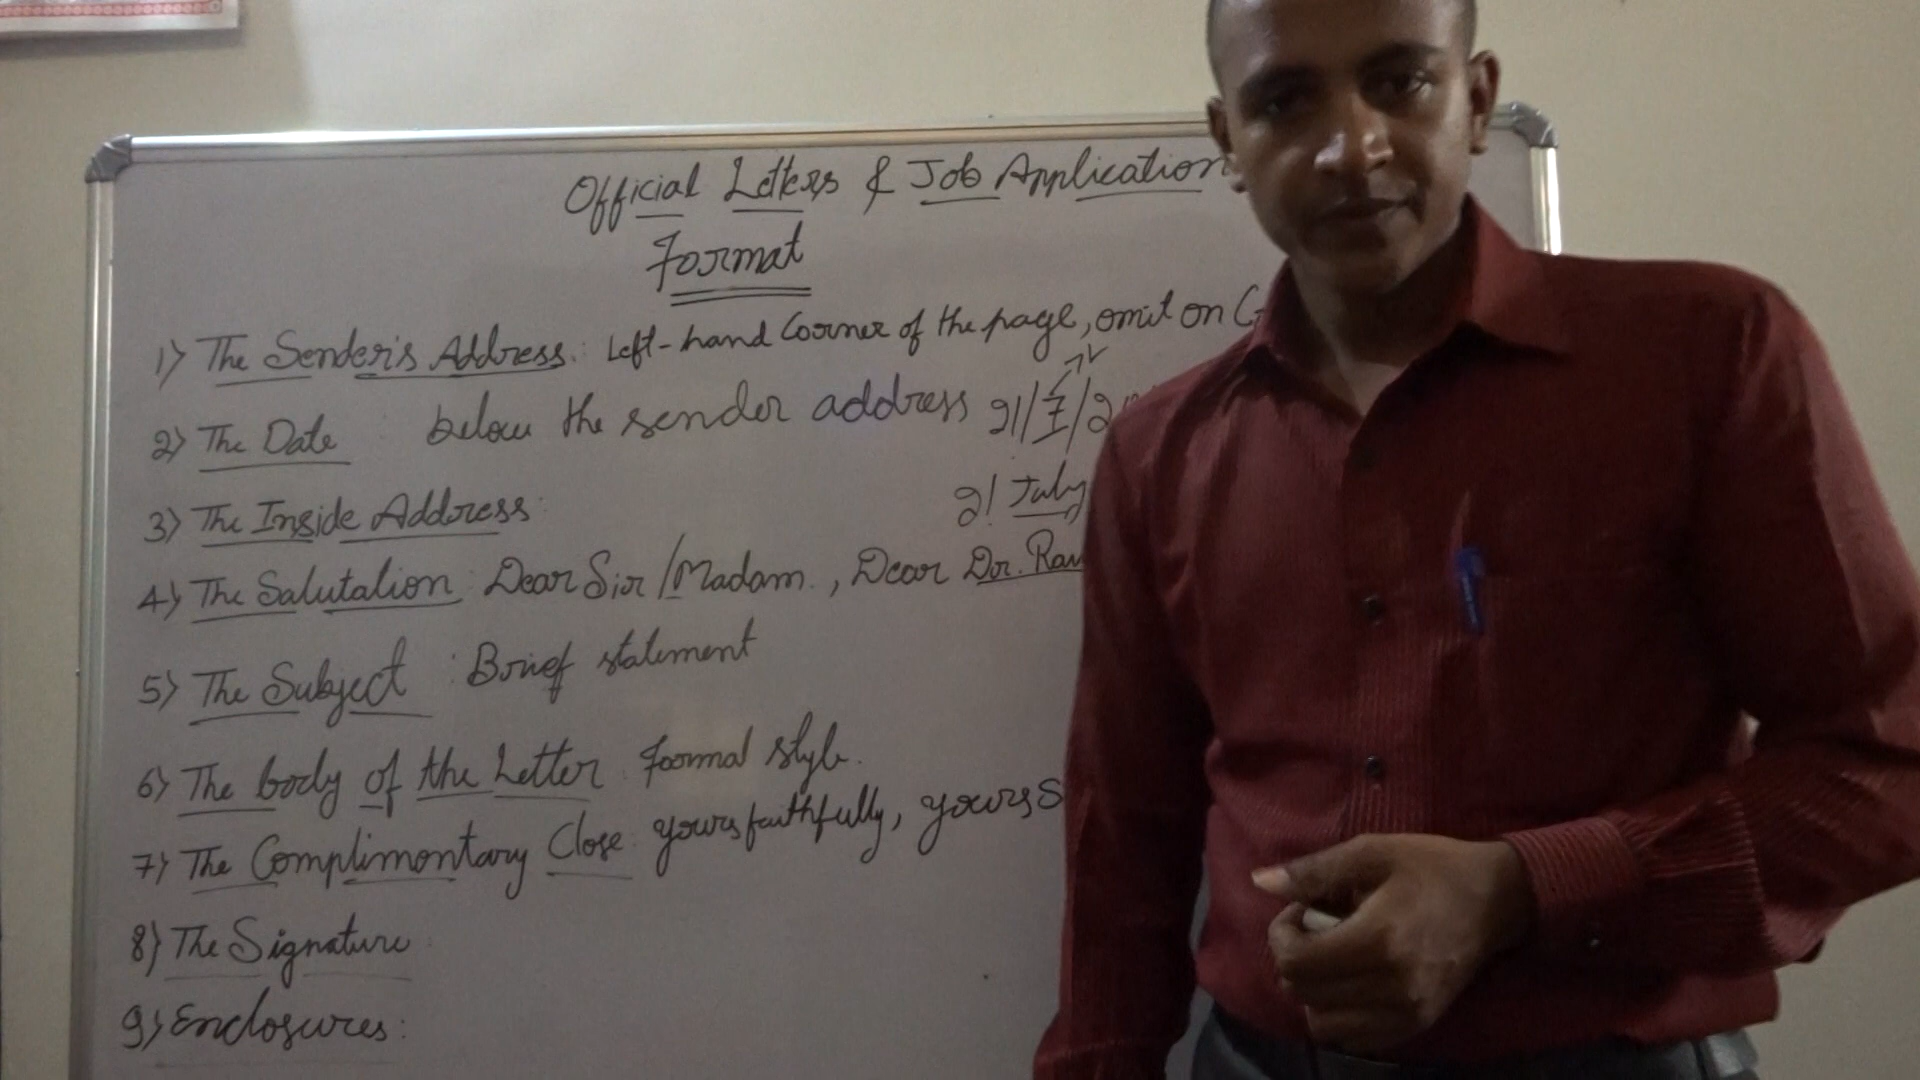 Official Letters & Job Application
Format
1) The Sender's Address: Left-hand Corner of the page, omit on
2) The Date : below the sender address 21/7/2
21 July
3) The Inside Address:
4) The Salutation: Dear Sir/Madam., Dear Dr.
5) The Subject : Brief statement
6) The body of the Letter: Formal style.
7) The Complimontary Close: yours faithfully, yours
8) The Signature:
9) Enclosures: